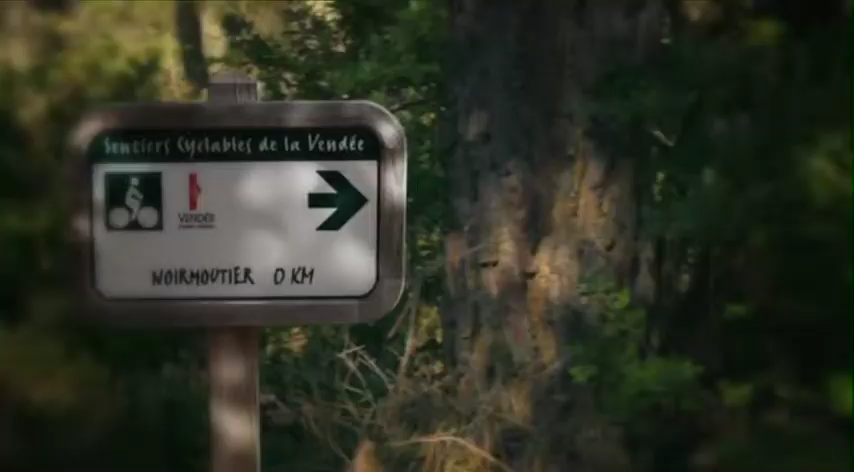 Sentiers Cyclables de la Vendée
VENDÉE
NOIRMOUTIER 0 KM